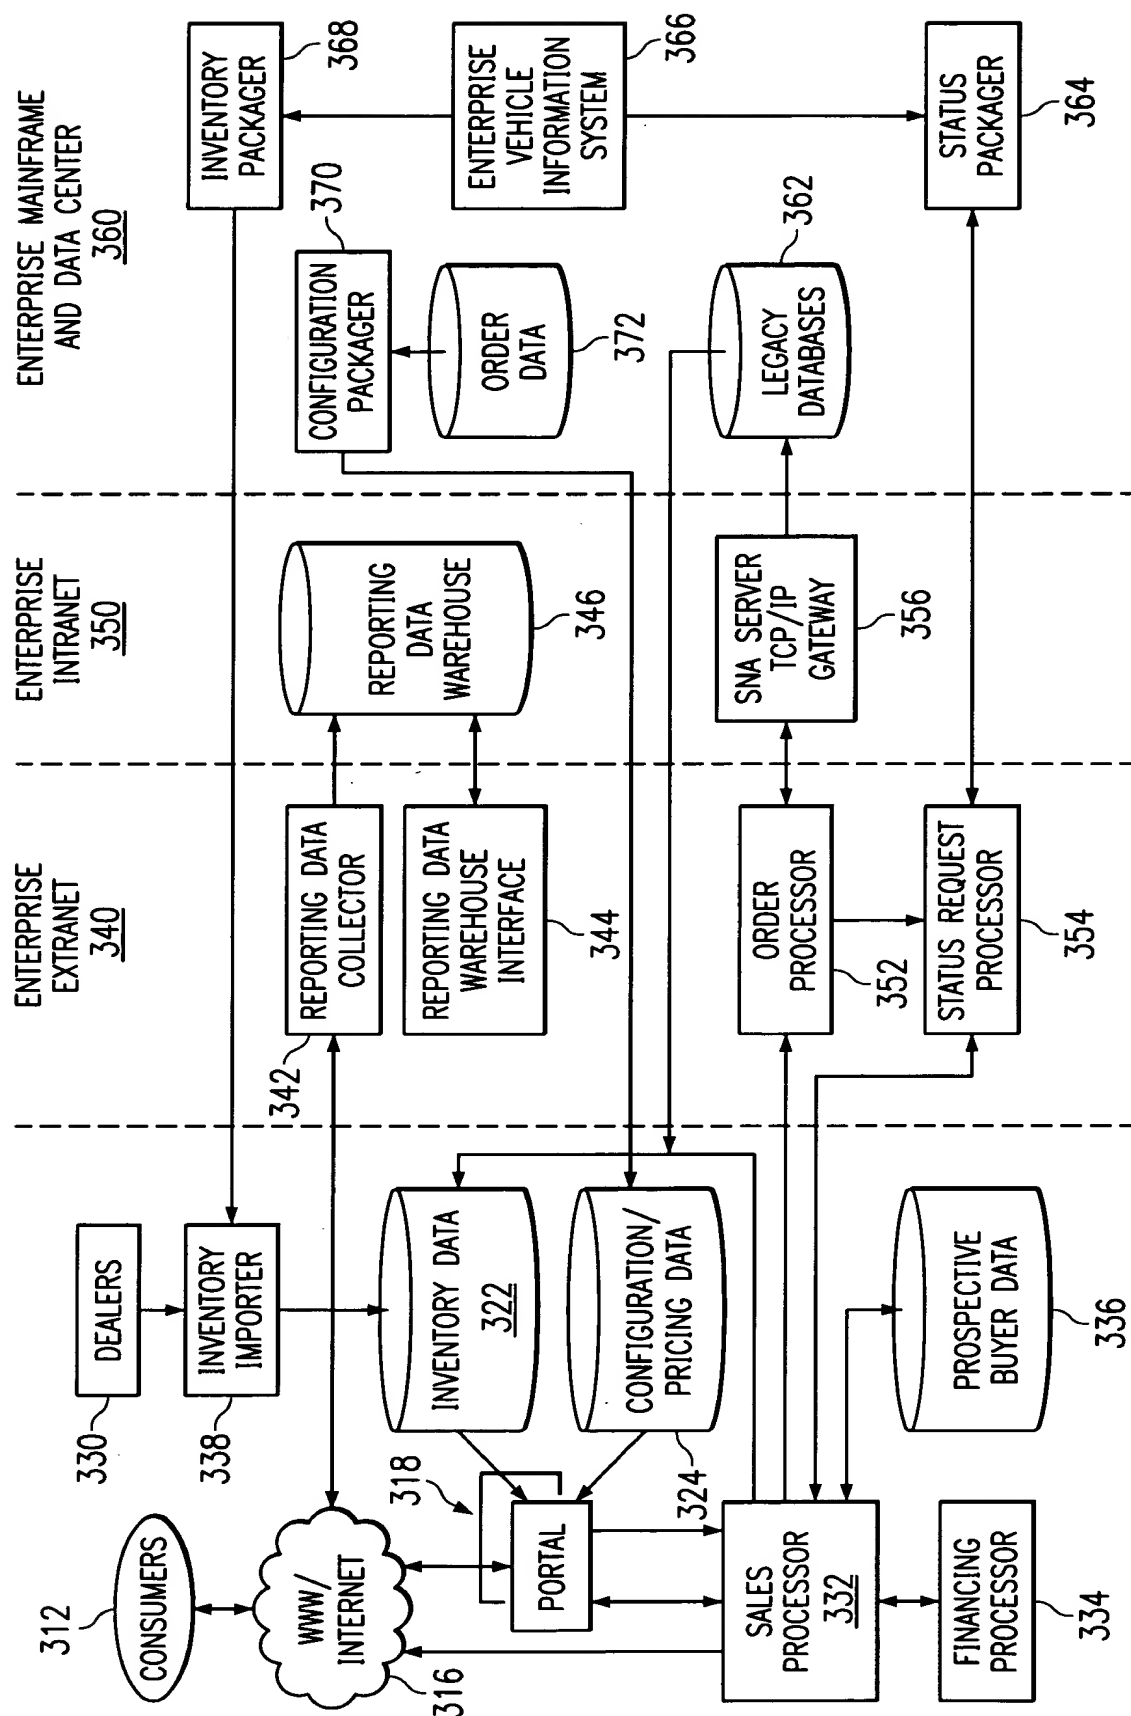 CONSUMERS
312
WWW/
INTERNET
316
DEALERS
330
INVENTORY
IMPORTER
338
INVENTORY DATA
322
CONFIGURATION/
PRICING DATA
324
318
PORTAL
SALES
PROCESSOR
332
FINANCING
PROCESSOR
334
PROSPECTIVE
BUYER DATA
336
ENTERPRISE
EXTRANET
340
REPORTING DATA
COLLECTOR
342
REPORTING DATA
WAREHOUSE
INTERFACE
344
ORDER
PROCESSOR
352
STATUS REQUEST
PROCESSOR
354
ENTERPRISE
INTRANET
350
REPORTING
DATA
WAREHOUSE
346
SNA SERVER
TCP/IP
GATEWAY
356
ENTERPRISE MAINFRAME
AND DATA CENTER
360
INVENTORY
PACKAGER
368
CONFIGURATION
PACKAGER
370
ORDER
DATA
372
ENTERPRISE
VEHICLE
INFORMATION
SYSTEM
366
LEGACY
DATABASES
362
STATUS
PACKAGER
364